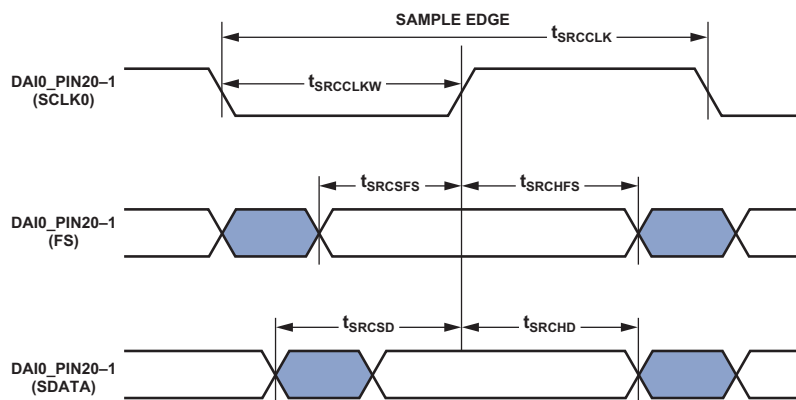 SAMPLE EDGE
tSRCCLK
DAI0_PIN20–1
(SCLK0)
tSRCCLKW
DAI0_PIN20–1
(FS)
tSRCSFS
tSRCHFS
DAI0_PIN20–1
(SDATA)
tSRCSD
tSRCHD